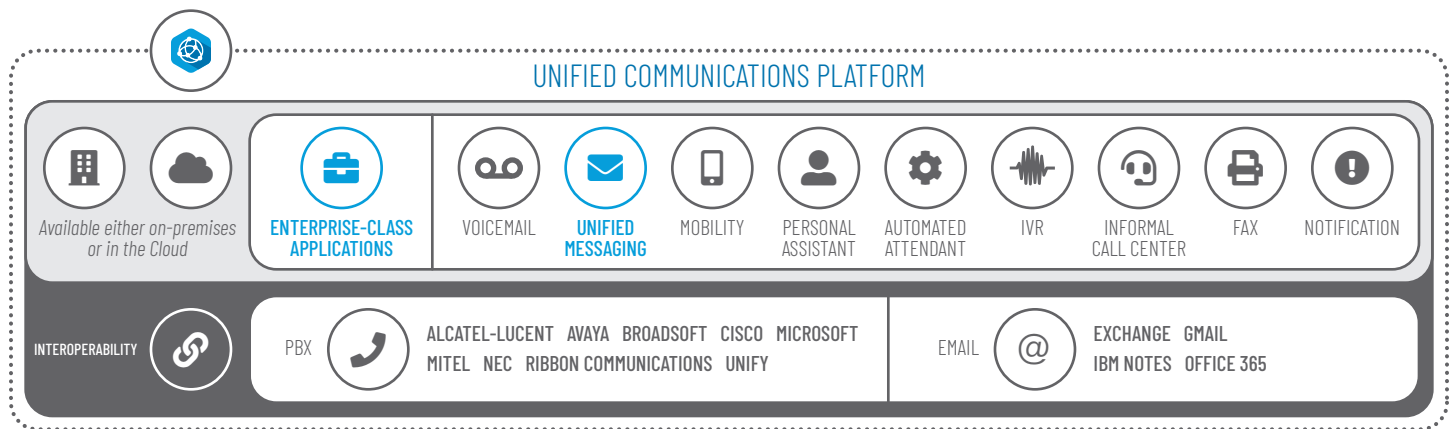 UNIFIED COMMUNICATIONS PLATFORM
Available either on-premises
or in the Cloud
ENTERPRISE-CLASS
APPLICATIONS
VOICEMAIL
UNIFIED
MESSAGING
MOBILITY
PERSONAL
ASSISTANT
AUTOMATED
ATTENDANT
IVR
INFORMAL
CALL CENTER
FAX
NOTIFICATION
INTEROPERABILITY
PBX
ALCATEL-LUCENT AVAYA BROADSOFT CISCO MICROSOFT
MITEL NEC RIBBON COMMUNICATIONS UNIFY
EMAIL
@
EXCHANGE GMAIL
IBM NOTES OFFICE 365